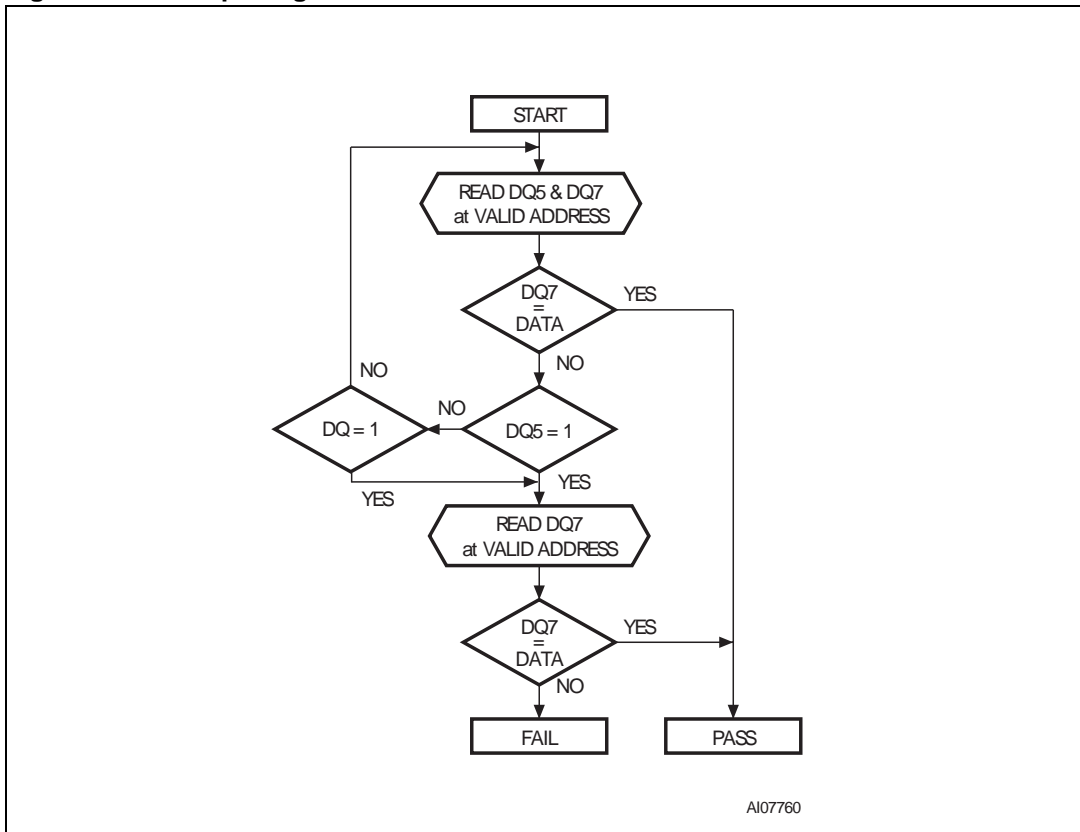 START
READ DQ5 & DQ7
at VALID ADDRESS
DQ7
=
DATA
YES
NO
DQ5 = 1
NO
YES
DQ = 1
NO
YES
READ DQ7
at VALID ADDRESS
DQ7
=
DATA
YES
NO
FAIL
PASS
AI07760